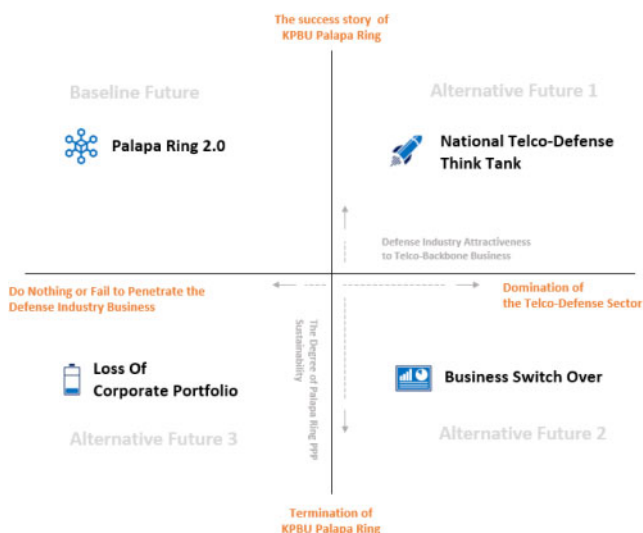 The success story of
KPBU Palapa Ring
Baseline Future
Alternative Future 1
Palapa Ring 2.0
National Telco-Defense
Think Tank
Defense Industry Attractiveness
to Telco-Backbone Business
Do Nothing or Fail to Penetrate the
Defense Industry Business
Domination of
the Telco-Defense Sector
The Degree of Palapa Ring PPP
Sustainability
Loss Of
Corporate Portfolio
Business Switch Over
Alternative Future 3
Alternative Future 2
Termination of
KPBU Palapa Ring